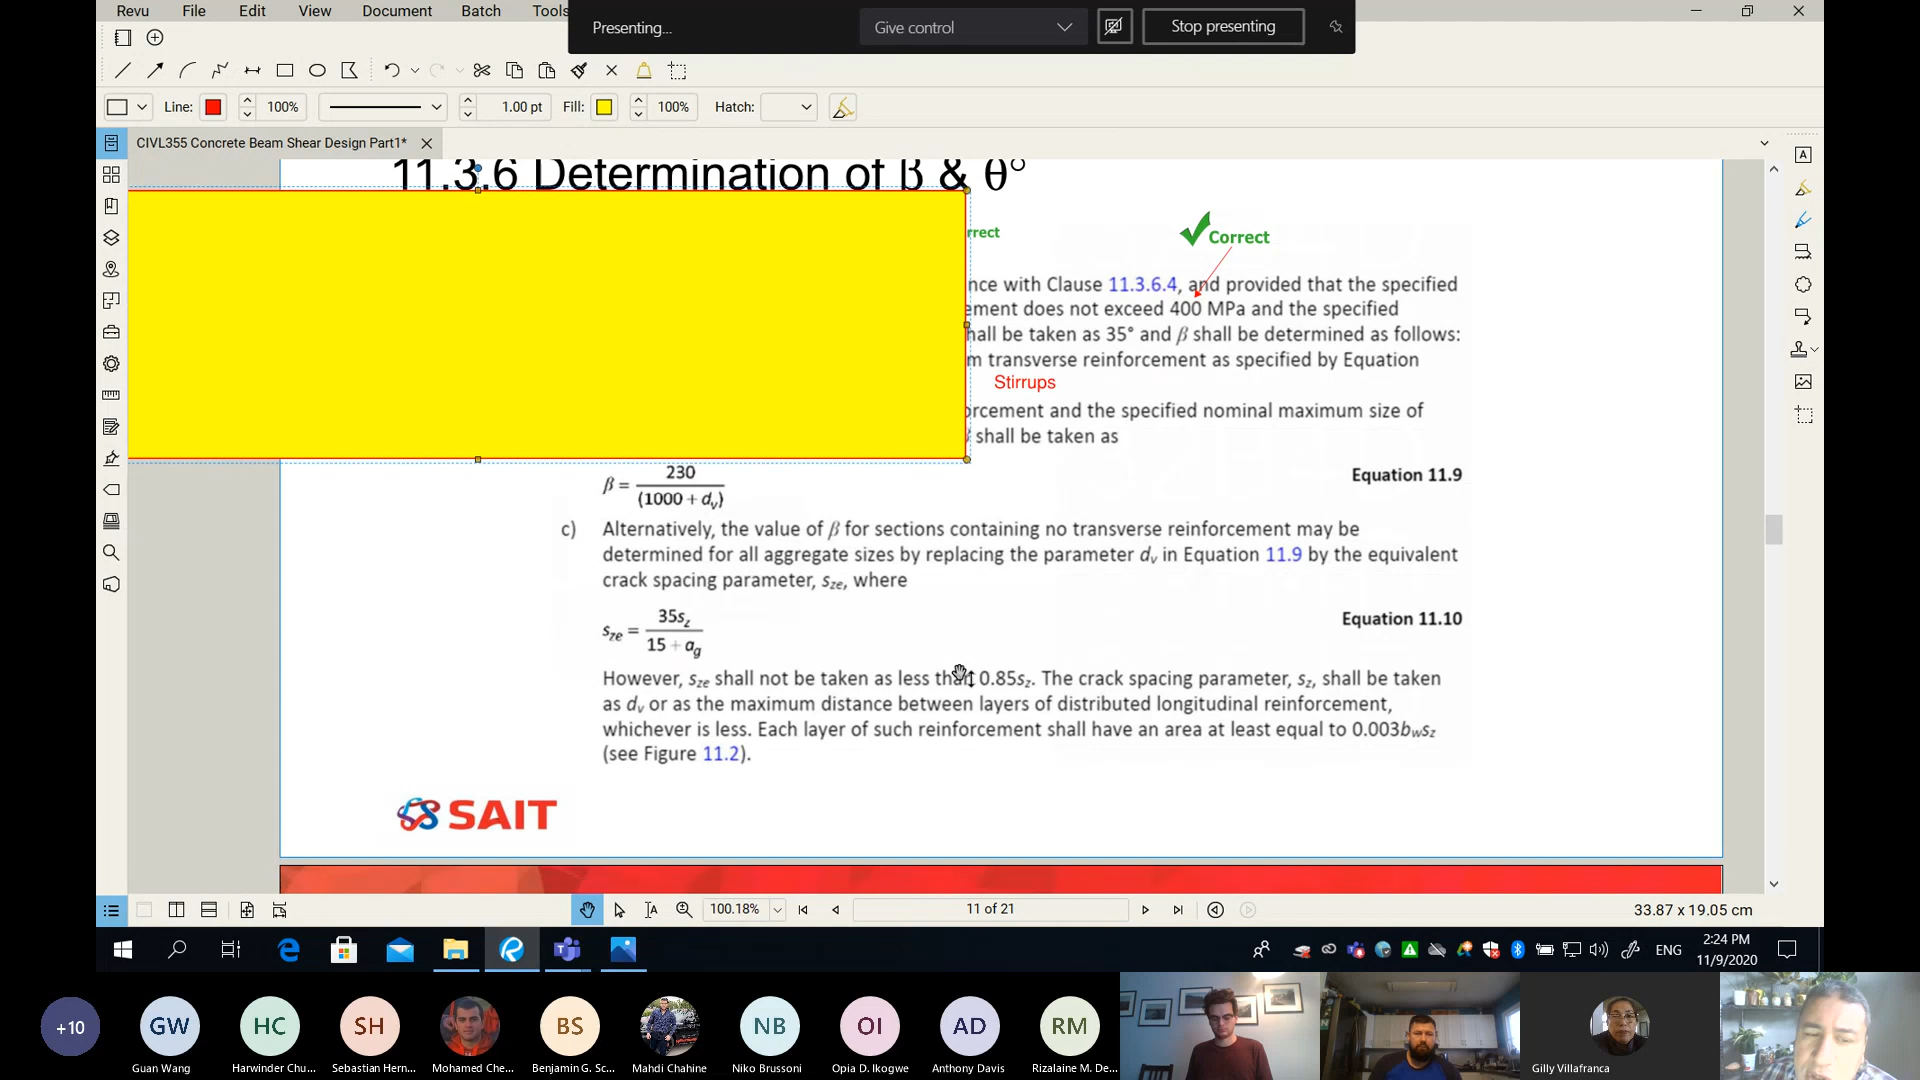 Revu File Edit View Document Batch Tools
Presenting... Give control Stop presenting
Line: 100% 1.00 pt Fill: 100% Hatch:
CIVL355 Concrete Beam Shear Design Part1*
11.3.6 Determination of β & θ°
rrect
Correct
nce with Clause 11.3.6.4, and provided that the specified
ement does not exceed 400 MPa and the specified
hall be taken as 35° and β shall be determined as follows:
m transverse reinforcement as specified by Equation
Stirrups
orcement and the specified nominal maximum size of
shall be taken as
β = 230 / (1000 + dv) Equation 11.9
c) Alternatively, the value of β for sections containing no transverse reinforcement may be
determined for all aggregate sizes by replacing the parameter dv in Equation 11.9 by the equivalent
crack spacing parameter, sze, where
sze = 35sz / 15 + ag Equation 11.10
However, sze shall not be taken as less than 0.85sz. The crack spacing parameter, sz, shall be taken
as dv or as the maximum distance between layers of distributed longitudinal reinforcement,
whichever is less. Each layer of such reinforcement shall have an area at least equal to 0.003bwsz
(see Figure 11.2).
SAIT
100.18% 11 of 21 33.87 x 19.05 cm
ENG 2:24 PM
11/9/2020
+10 GW HC SH BS NB OI AD RM
Guan Wang Harwinder Chu... Sebastian Hern... Mohamed Che... Benjamin G. Sc... Mahdi Chahine Niko Brussoni Opia D. Ikogwe Anthony Davis Rizalaine M. De... Gilly Villafranca